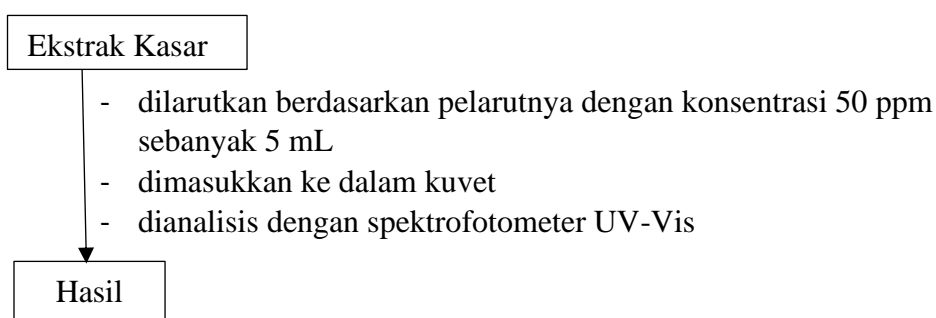 Ekstrak Kasar
- dilarutkan berdasarkan pelarutnya dengan konsentrasi 50 ppm
sebanyak 5 mL
- dimasukkan ke dalam kuvet
- dianalisis dengan spektrofotometer UV-Vis
Hasil